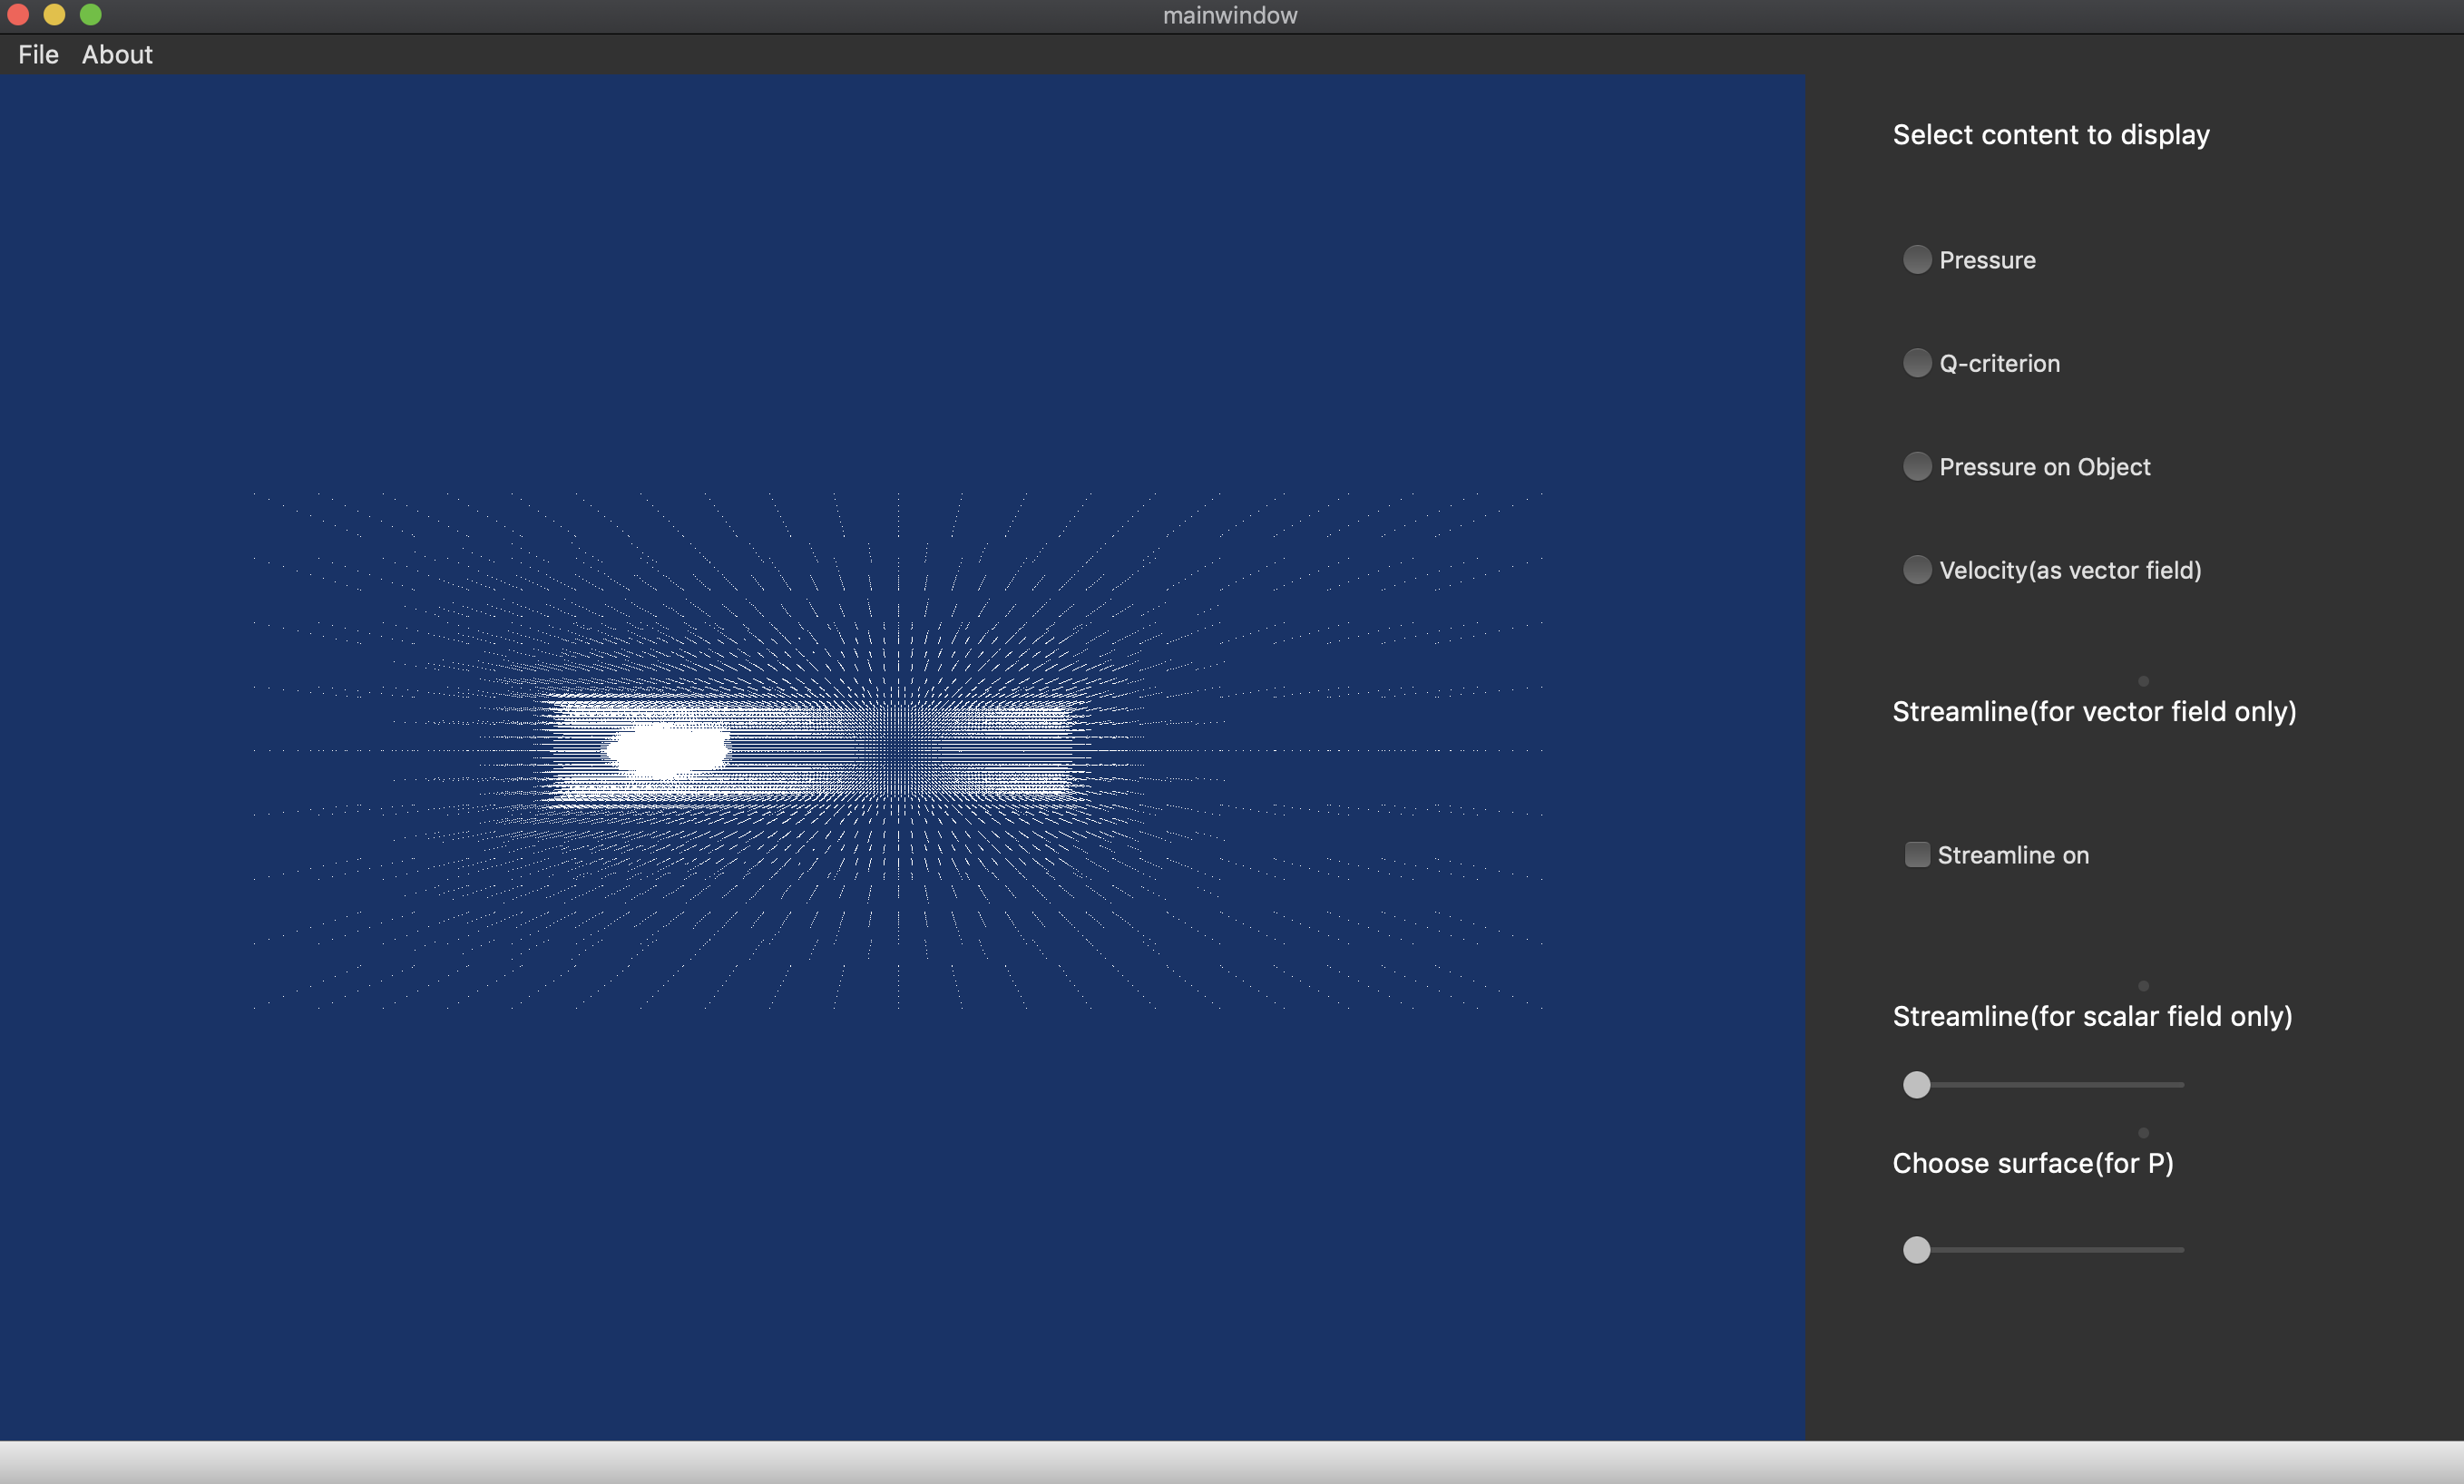 mainwindow
File About
Select content to display
Pressure
Q-criterion
Pressure on Object
Velocity(as vector field)
Streamline(for vector field only)
Streamline on
Streamline(for scalar field only)
Choose surface(for P)